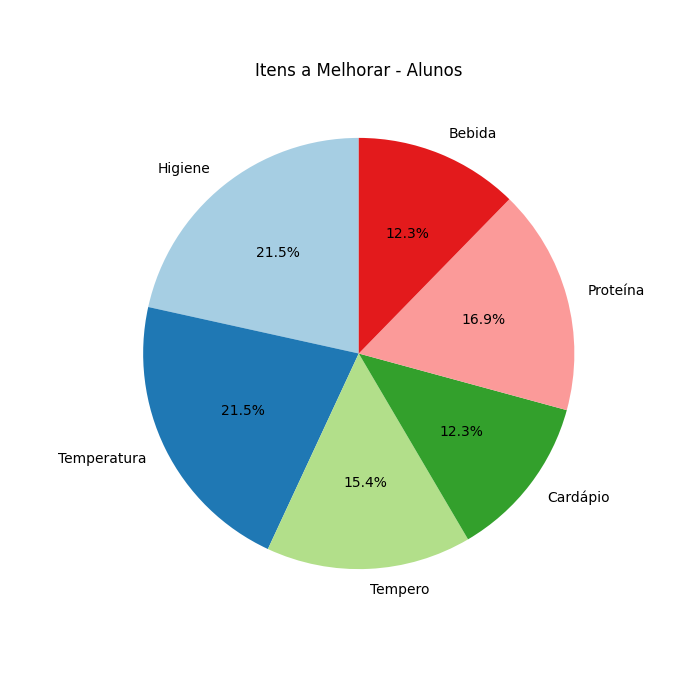 Itens a Melhorar - Alunos
Bebida
Higiene
12.3%
21.5%
Proteína
16.9%
21.5%
12.3%
Temperatura
15.4%
Cardápio
Tempero